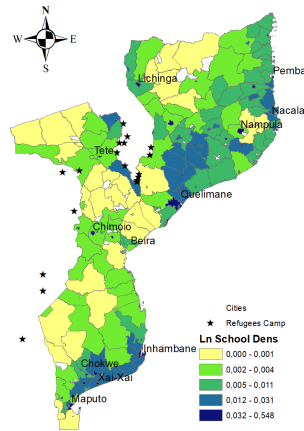 N
W E
S
Lichinga
Pemba
Nacala
Nampula
Tete
Quelimane
Chimoio
Beira
Inhambane
Chokwe
Xai-Xai
Maputo
Cities
Refugees Camp
Ln School Dens
0,000 - 0,001
0,002 - 0,004
0,005 - 0,011
0,012 - 0,031
0,032 - 0,548